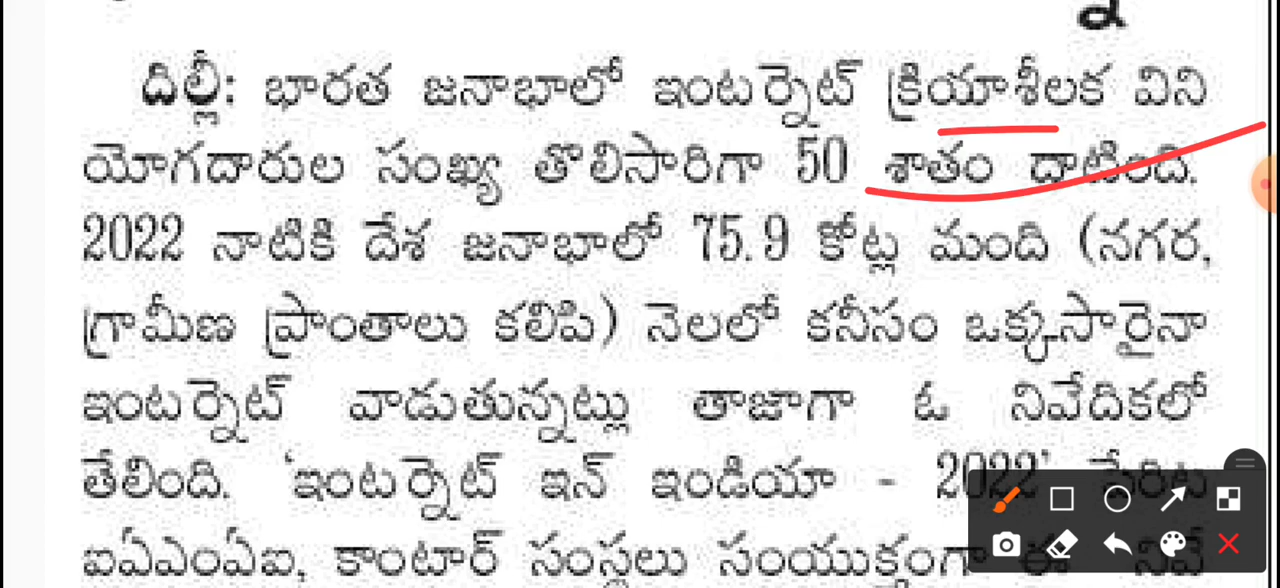 దిల్లీ: భారత జనాభాలో ఇంటర్నెట్ క్రియాశీలక విని
యోగదారుల సంఖ్య తొలిసారిగా 50 శాతం దాటింది.
2022 నాటికి దేశ జనాభాలో 75.9 కోట్ల మంది (నగర,
గ్రామీణ ప్రాంతాలు కలిపి) నెలలో కనీసం ఒక్కసారైనా
ఇంటర్నెట్ వాడుతున్నట్లు తాజాగా ఓ నివేదికలో
తేలింది. 'ఇంటర్నెట్ ఇన్ ఇండియా - 2022' పేరిట
ఐఏఎంఏఐ, కాంటార్ సంస్థలు సంయుక్తంగా ఈ నివే